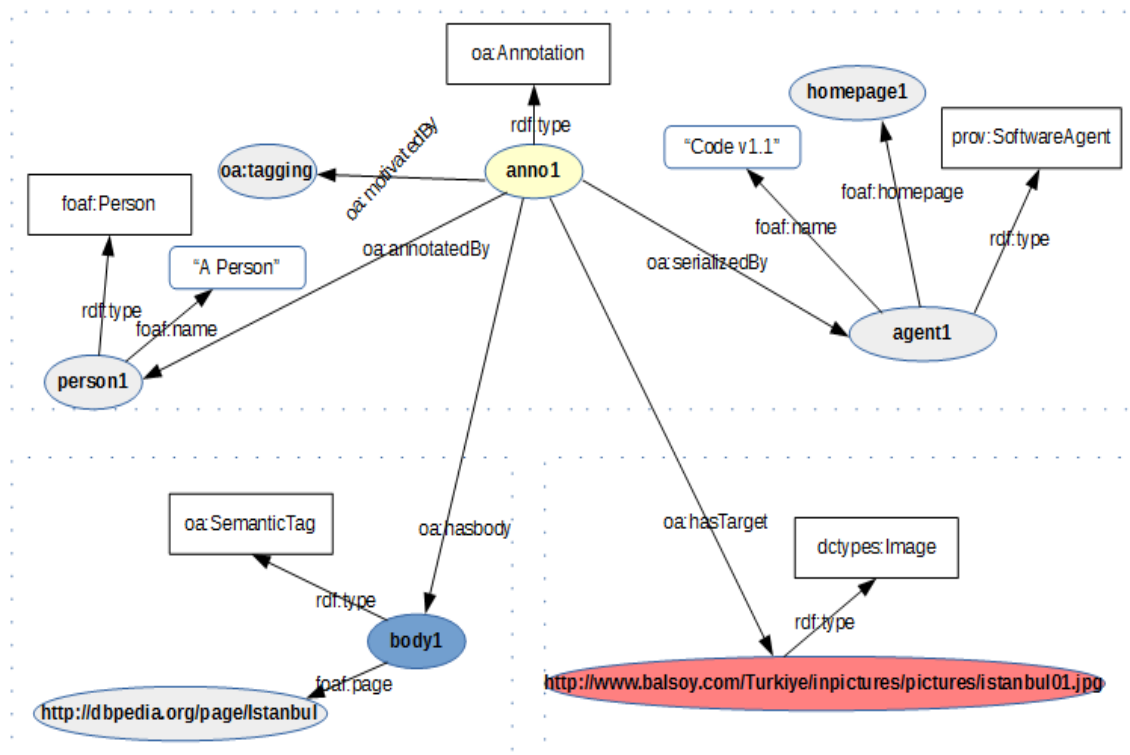 oa:Annotation
homepage1
rdf:type
"Code v1.1"
prov:SoftwareAgent
oa:tagging
oa:motivatedBy
anno1
foaf:Person
foaf:homepage
foaf:name
rdf:type
oa:annotatedBy
oa:serializedBy
“A Person”
rdf:type
foaf:name
agent1
person1
oa:SemanticTag
oa:hasbody
oa:hasTarget
dctypes:Image
rdf:type
rdf:type
body1
foaf:page
http://www.balsoy.com/Turkiye/inpictures/pictures/istanbul01.jpg
http://dbpedia.org/page/Istanbul